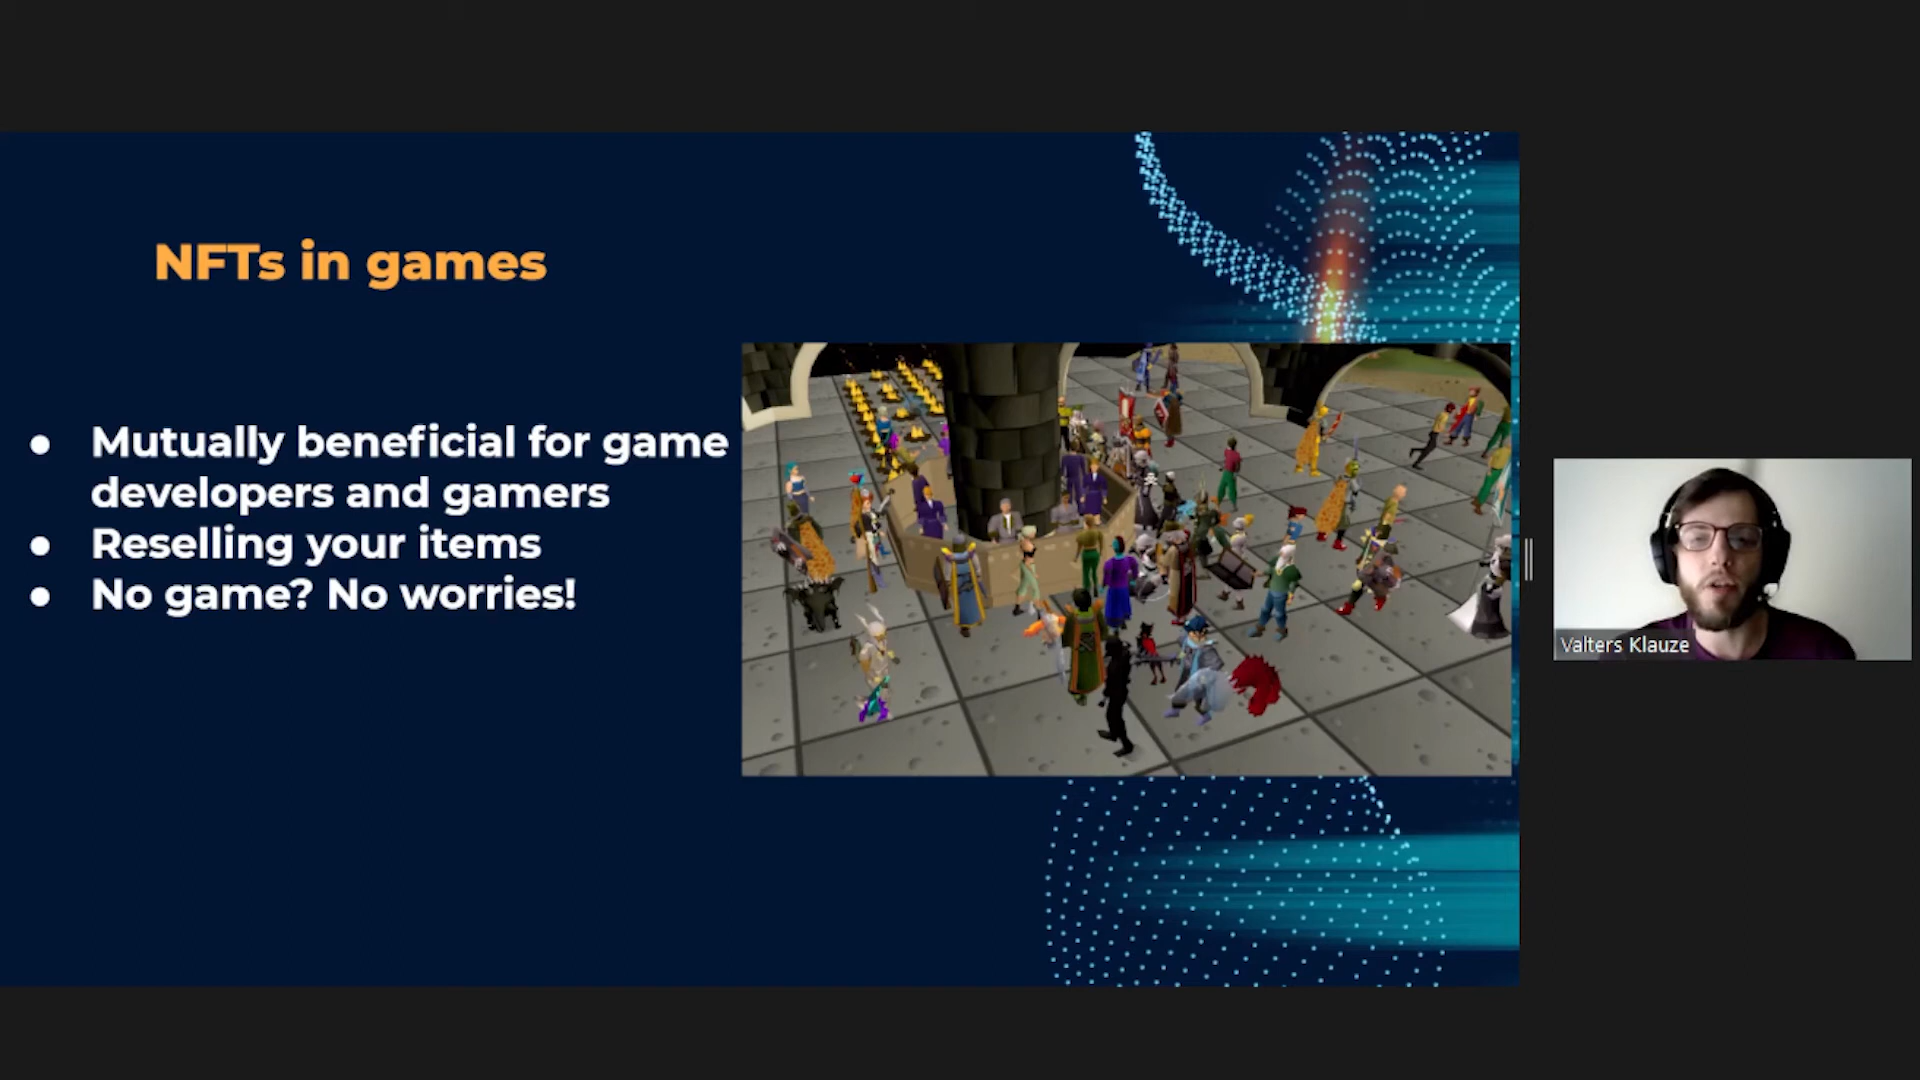 NFTs in games
● Mutually beneficial for game
developers and gamers
● Reselling your items
● No game? No worries!
Valters Klauze